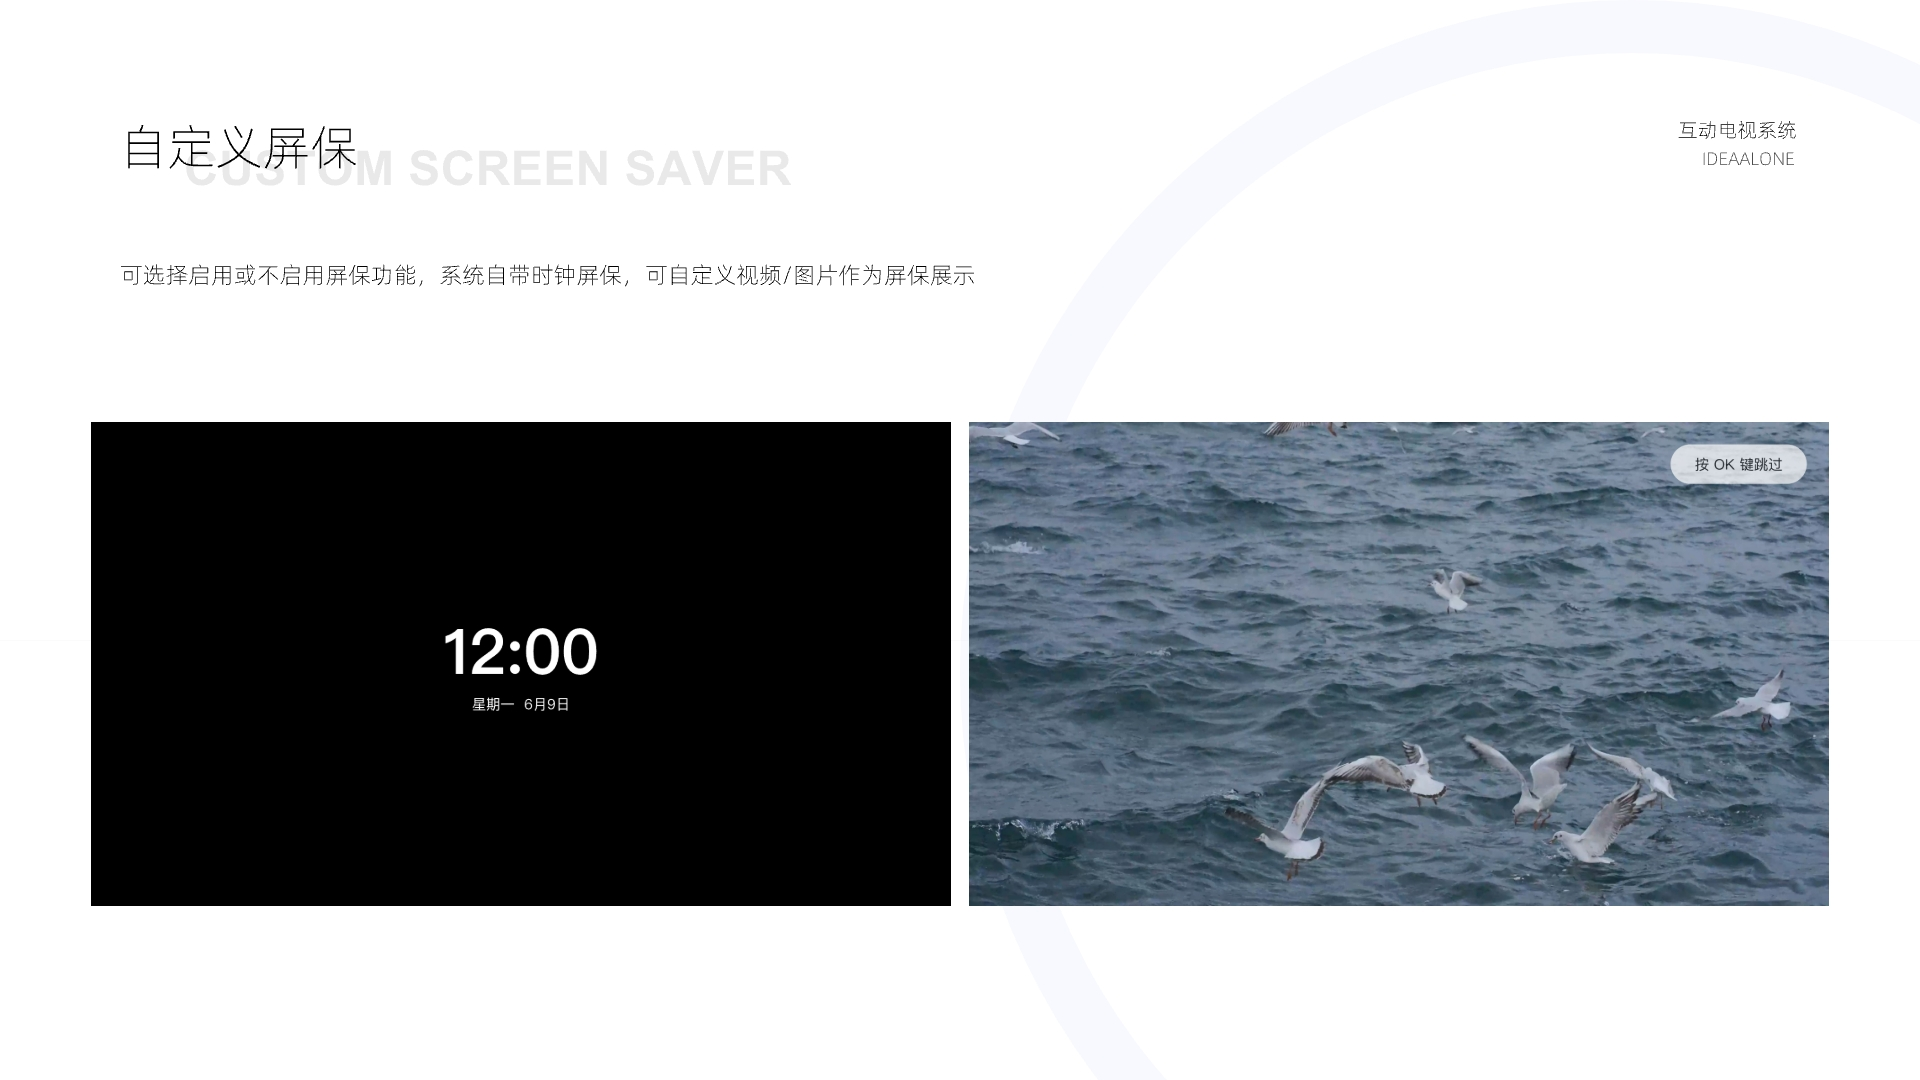 自定义屏保
CUSTOM SCREEN SAVER
互动电视系统
IDEAALONE
可选择启用或不启用屏保功能，系统自带时钟屏保，可自定义视频/图片作为屏保展示
12:00
星期一 6月9日
按 OK 键跳过